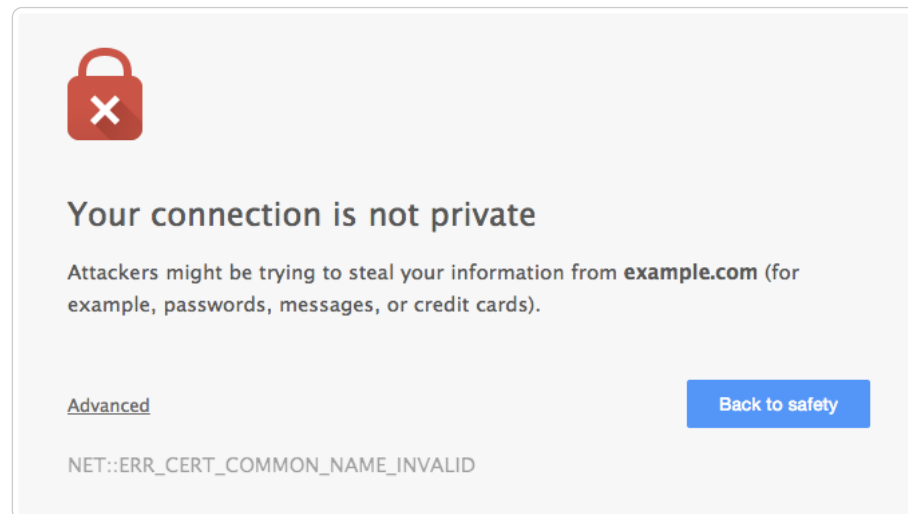 Your connection is not private
Attackers might be trying to steal your information from example.com (for
example, passwords, messages, or credit cards).
Advanced
Back to safety
NET::ERR_CERT_COMMON_NAME_INVALID